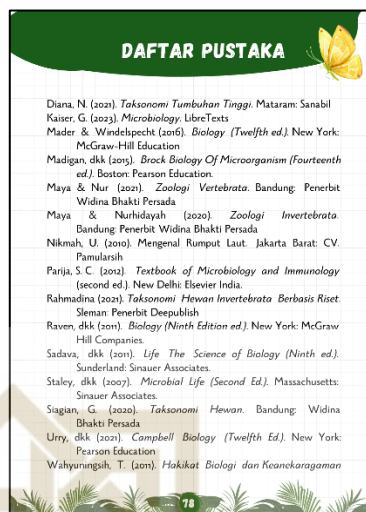 DAFTAR PUSTAKA
Diana, N. (2021). Taksonomi Tumbuhan Tinggi. Mataram: Sanabil
Kaiser, G. (2023). Microbiology. LibreTexts
Mader & Windelspecht (2016). Biology (Twelfth ed.). New York:
McGraw-Hill Education
Madigan, dkk (2015). Brock Biology Of Microorganism (Fourteenth
ed.). Boston: Pearson Education.
Maya & Nur (2021). Zoologi Vertebrata. Bandung: Penerbit
Widina Bhakti Persada
Maya & Nurhidayah (2020). Zoologi Invertebrata.
Bandung: Penerbit Widina Bhakti Persada
Nikmah, U. (2010). Mengenal Rumput Laut. Jakarta Barat: CV.
Pamularsih
Parija, S. C. (2012). Textbook of Microbiology and Immunology
(second ed.). New Delhi: Elsevier India.
Rahmadina (2021). Taksonomi Hewan Invertebrata Berbasis Riset.
Sleman: Penerbit Deepublish
Raven, dkk (2011). Biology (Ninth Edition ed.). New York: McGraw
Hill Companies.
Sadava, dkk (2011). Life The Science of Biology (Ninth ed.).
Sunderland: Sinauer Associates.
Staley, dkk (2007). Microbial Life (Second Ed.). Massachusetts:
Sinauer Associates.
Siagian, G. (2020). Taksonomi Hewan. Bandung: Widina
Bhakti Persada
Urry, dkk (2021). Campbell Biology (Twelfth Ed.). New York:
Pearson Education
Wahyuningsih, T. (2011). Hakikat Biologi dan Keanekaragaman
78